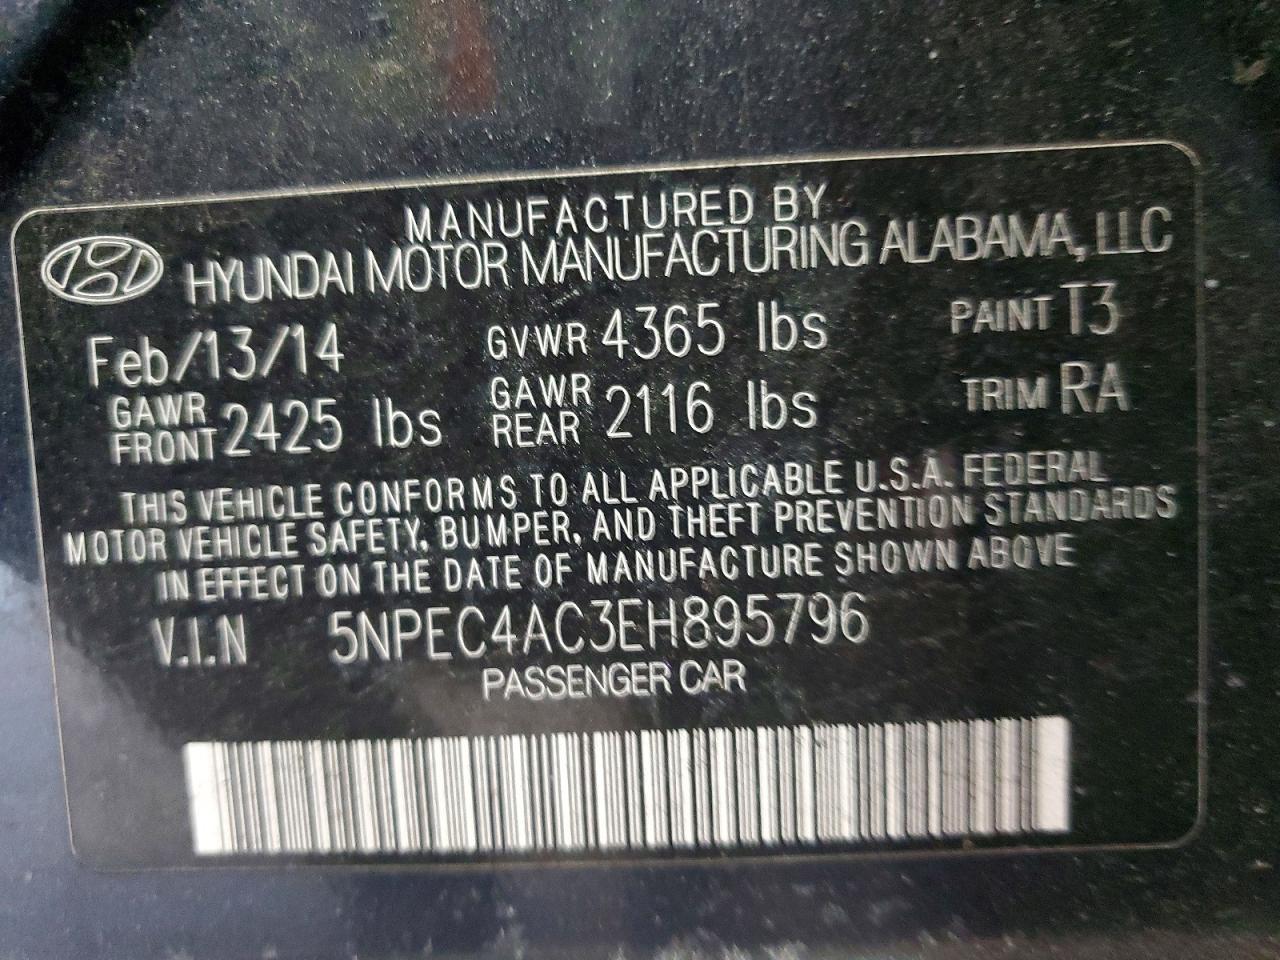 MANUFACTURED BY
HYUNDAI MOTOR MANUFACTURING ALABAMA, LLC
Feb/13/14 GVWR 4365 lbs PAINT T3
GAWR FRONT 2425 lbs GAWR REAR 2116 lbs TRIM RA
THIS VEHICLE CONFORMS TO ALL APPLICABLE U.S.A. FEDERAL
MOTOR VEHICLE SAFETY, BUMPER, AND THEFT PREVENTION STANDARDS
IN EFFECT ON THE DATE OF MANUFACTURE SHOWN ABOVE
V.I.N 5NPEC4AC3EH895796
PASSENGER CAR